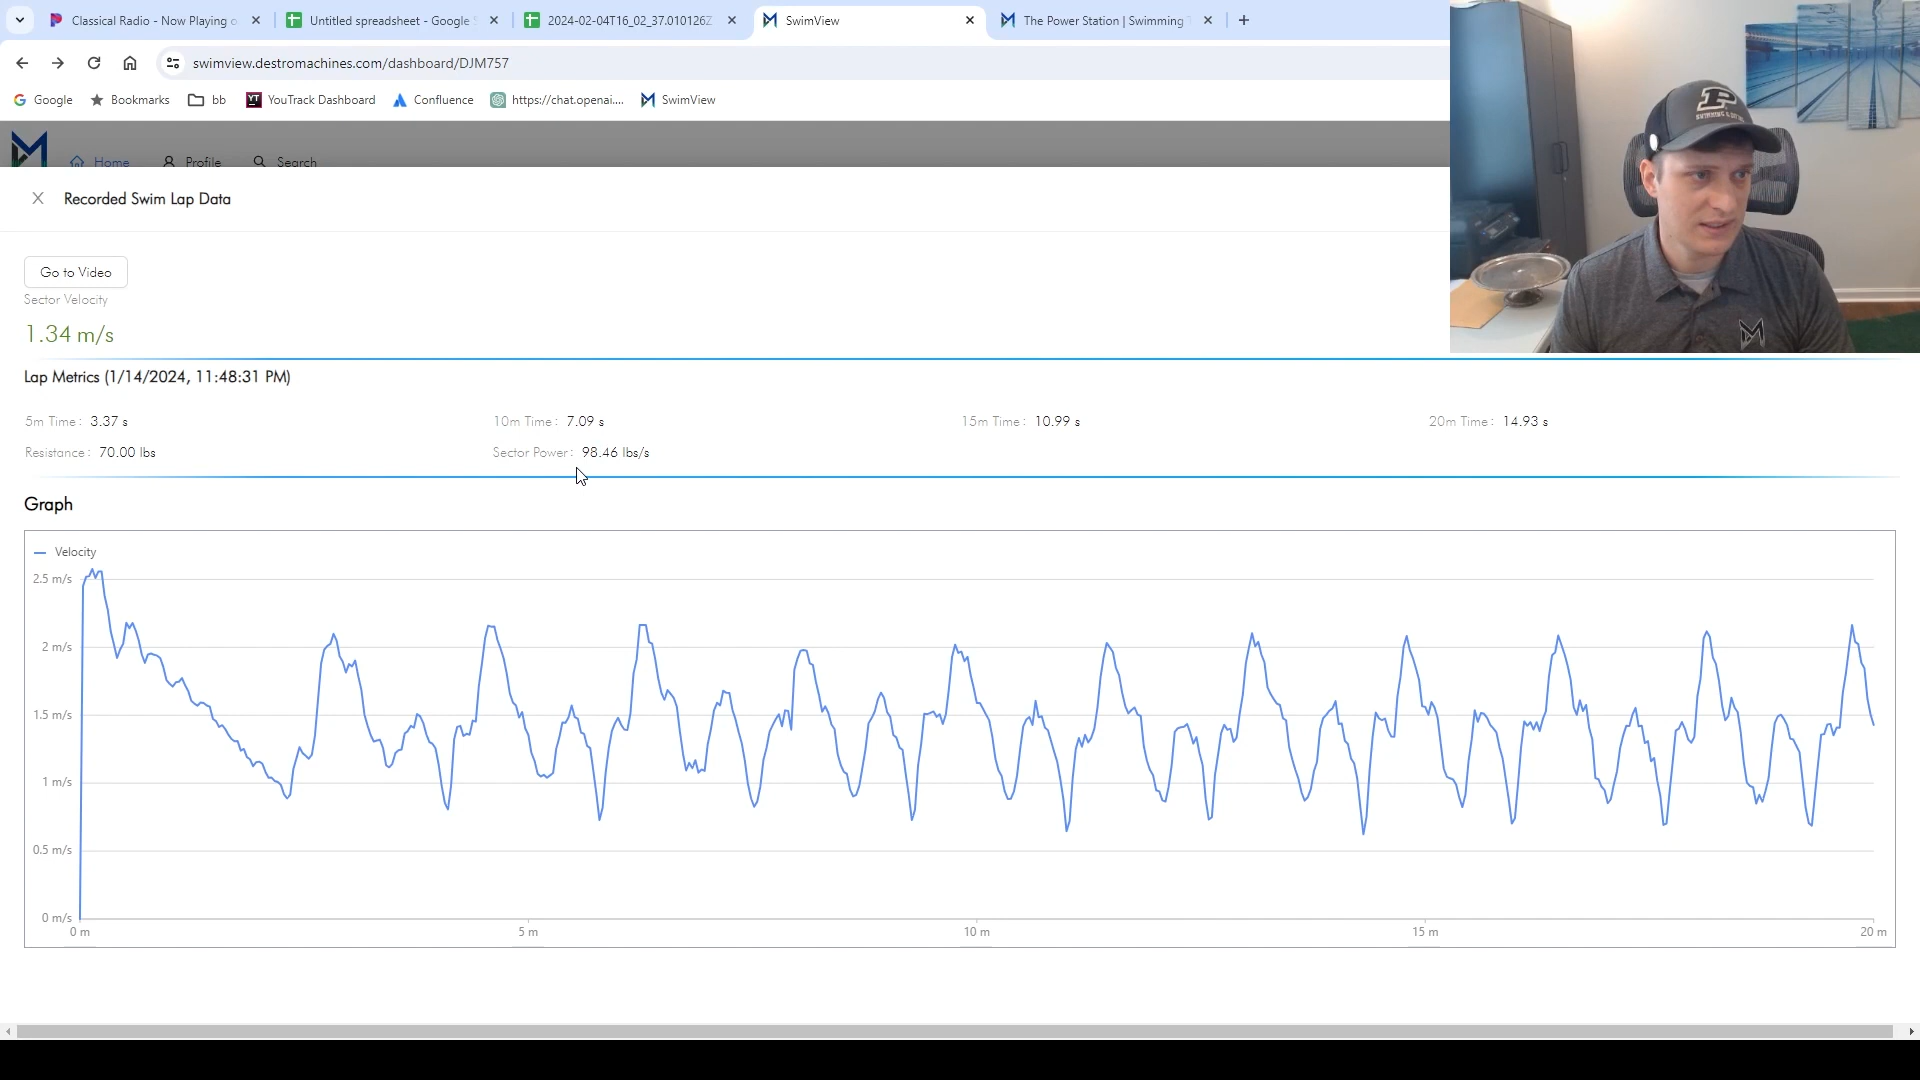 Classical Radio - Now Playing o
Untitled spreadsheet - Google S
2024-02-04T16_02_37.010126Z
SwimView
The Power Station | Swimming T
swimview.destromachines.com/dashboard/DJM757
Google
Bookmarks
bb
YT
YouTrack Dashboard
Confluence
https://chat.openai....
SwimView
Home
Profile
Search
Recorded Swim Lap Data
Go to Video
Sector Velocity
1.34 m/s
Lap Metrics (1/14/2024, 11:48:31 PM)
5m Time: 3.37 s
10m Time: 7.09 s
15m Time: 10.99 s
20m Time: 14.93 s
Resistance: 70.00 lbs
Sector Power: 98.46 lbs/s
Graph
Velocity
2.5 m/s
2 m/s
1.5 m/s
1 m/s
0.5 m/s
0 m/s
0 m
5 m
10 m
15 m
20 m
P